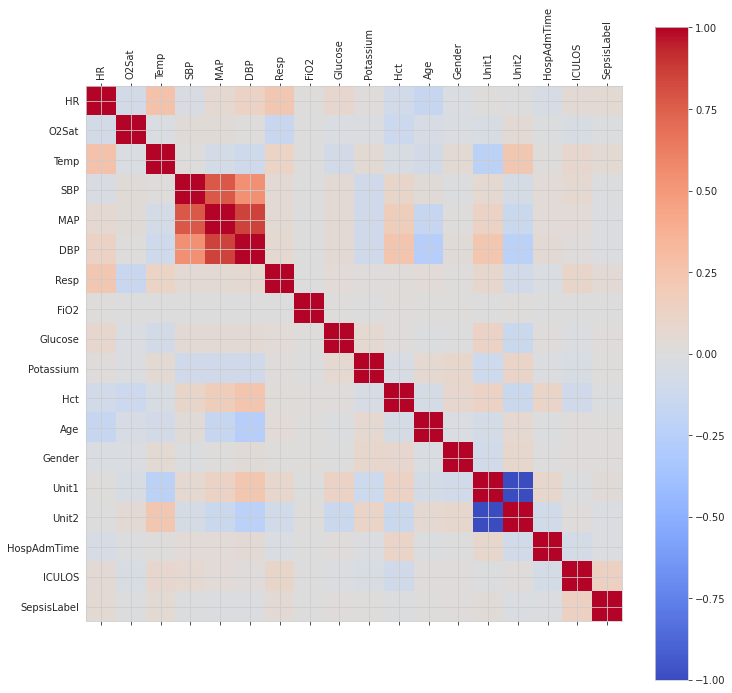 HR
O2Sat
Temp
SBP
MAP
DBP
Resp
FiO2
Glucose
Potassium
Hct
Age
Gender
Unit1
Unit2
HospAdmTime
ICULOS
SepsisLabel
HR
O2Sat
Temp
SBP
MAP
DBP
Resp
FiO2
Glucose
Potassium
Hct
Age
Gender
Unit1
Unit2
HospAdmTime
ICULOS
SepsisLabel
1.00
0.75
0.50
0.25
0.00
−0.25
−0.50
−0.75
−1.00